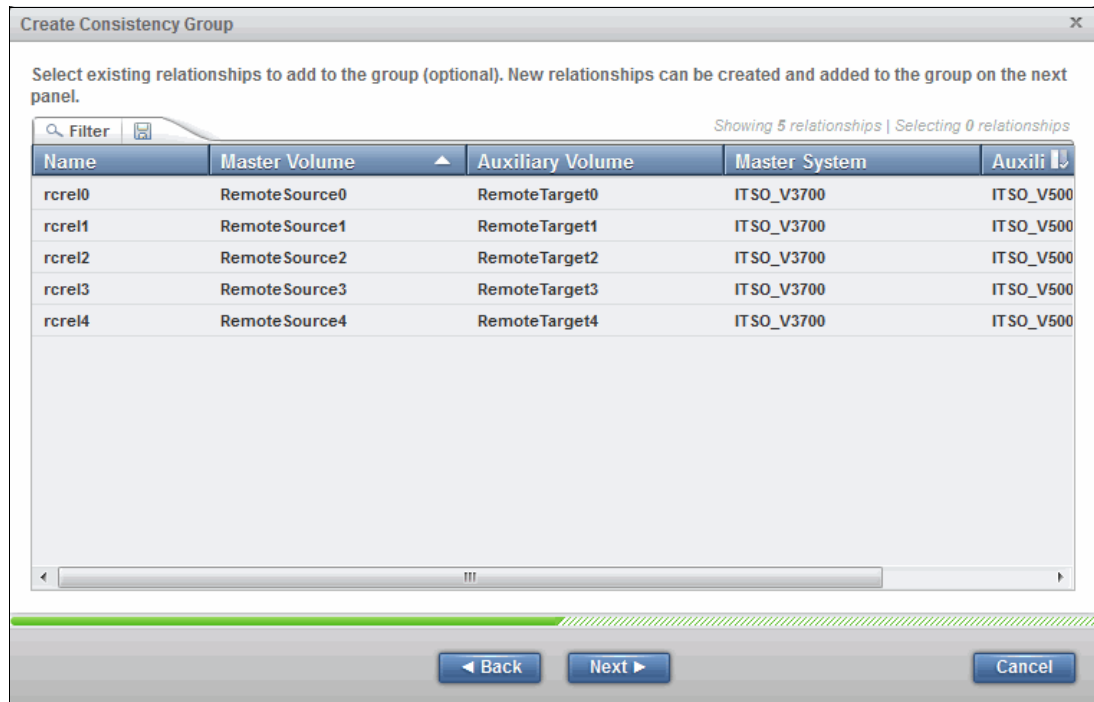 Create Consistency Group x
Select existing relationships to add to the group (optional). New relationships can be created and added to the group on the next
panel.
Filter Showing 5 relationships | Selecting 0 relationships
Name Master Volume Auxiliary Volume Master System Auxili
rcrel0 RemoteSource0 RemoteTarget0 ITSO_V3700 ITSO_V500
rcrel1 RemoteSource1 RemoteTarget1 ITSO_V3700 ITSO_V500
rcrel2 RemoteSource2 RemoteTarget2 ITSO_V3700 ITSO_V500
rcrel3 RemoteSource3 RemoteTarget3 ITSO_V3700 ITSO_V500
rcrel4 RemoteSource4 RemoteTarget4 ITSO_V3700 ITSO_V500
Back Next Cancel